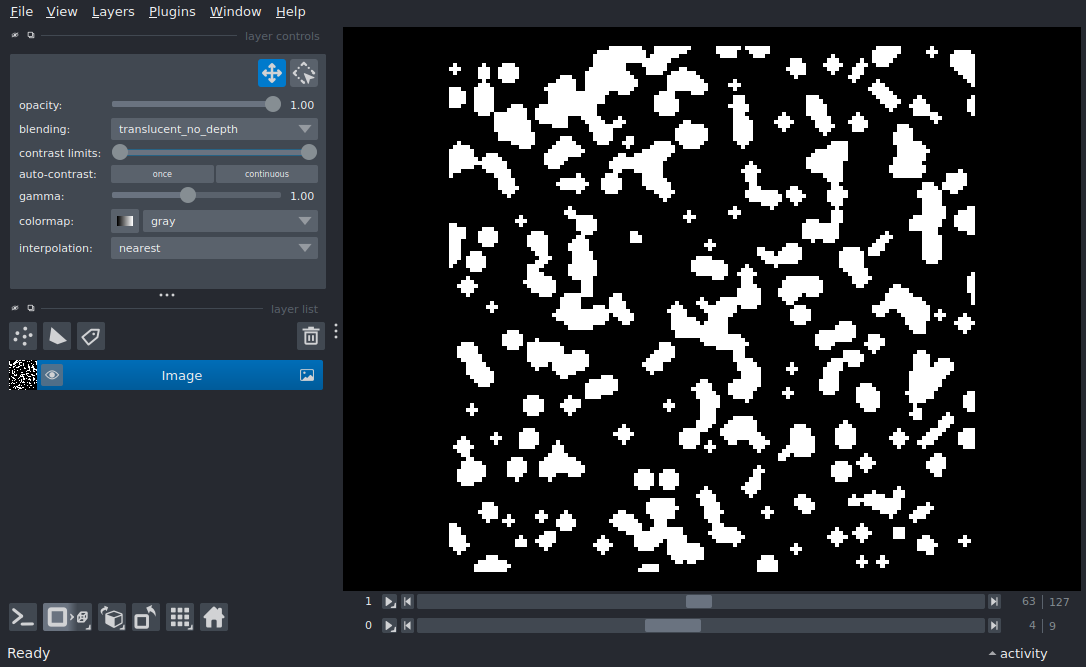 File View Layers Plugins Window Help
layer controls
opacity: 1.00
blending: translucent_no_depth
contrast limits:
auto-contrast: once continuous
gamma: 1.00
colormap: gray
interpolation: nearest
layer list
Image
1 63 127
0 4 9
Ready activity